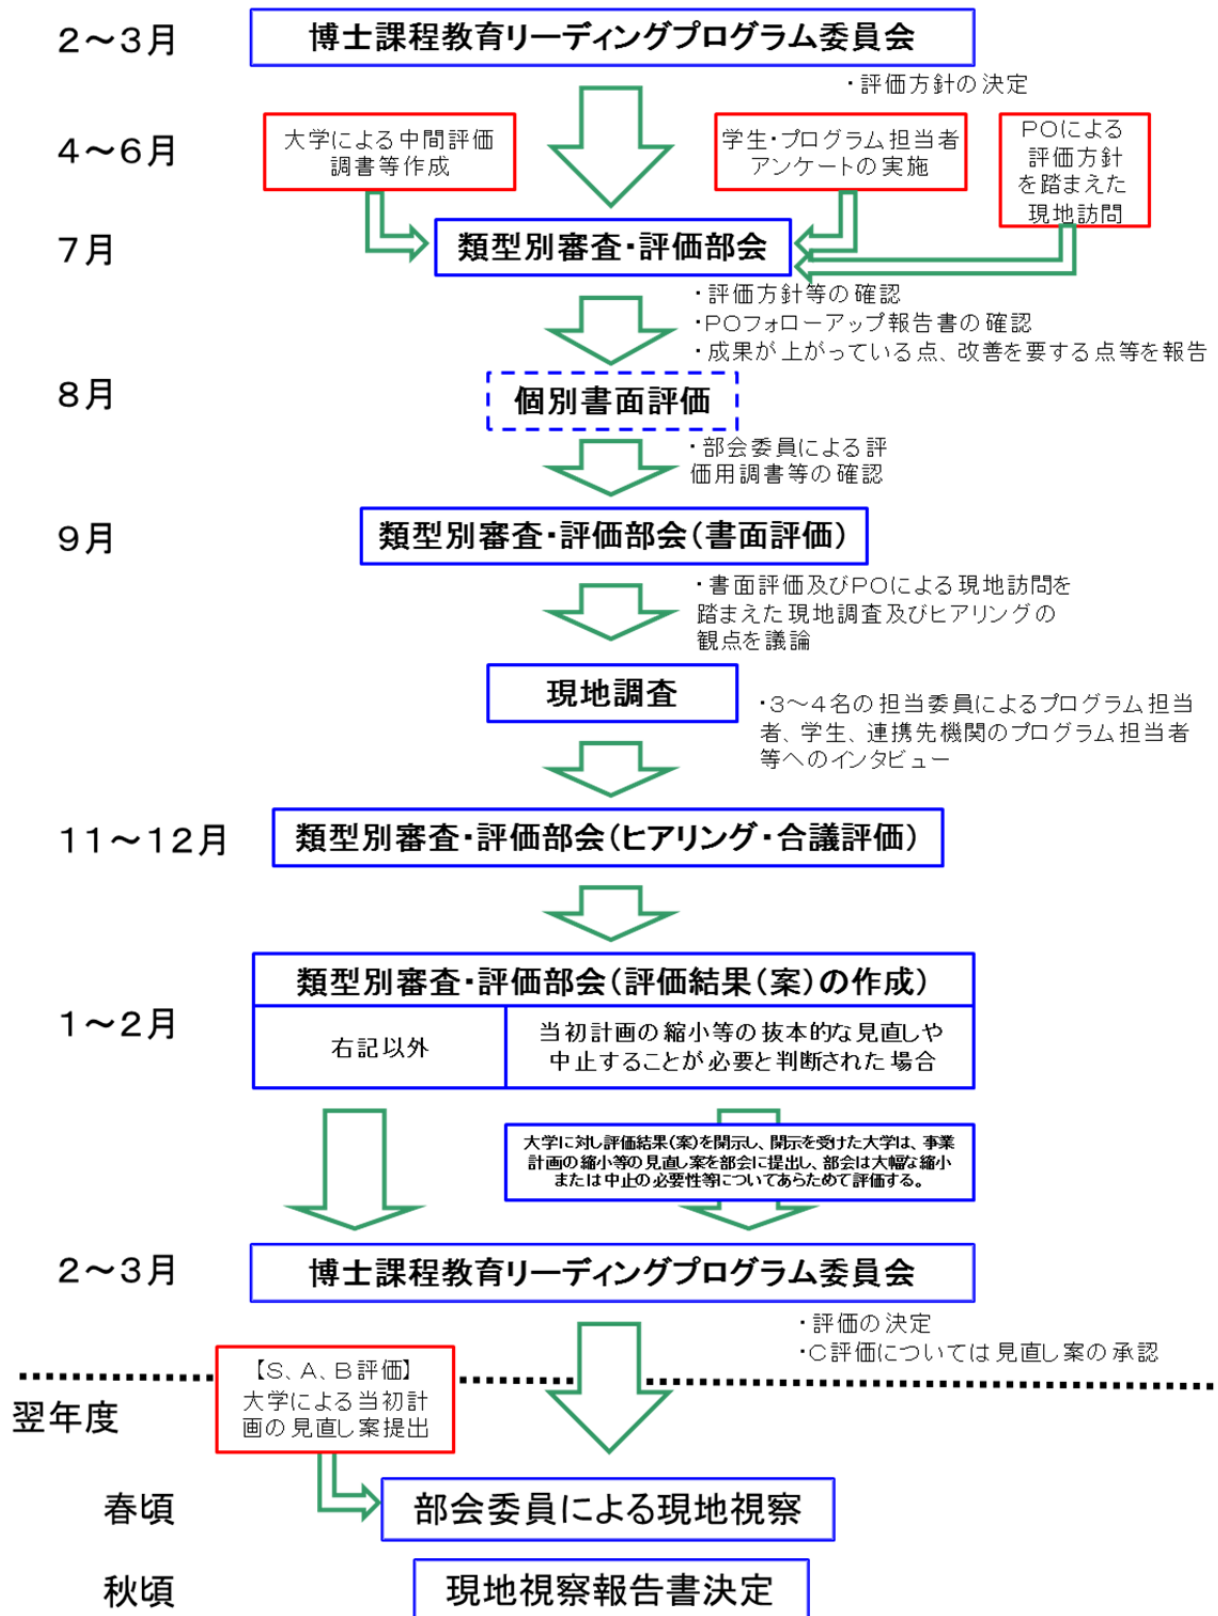 2～3月
博士課程教育リーディングプログラム委員会
・評価方針の決定
4～6月
大学による中間評価
調書等作成
学生・プログラム担当者
アンケートの実施
POによる
評価方針
を踏まえた
現地訪問
7月
類型別審査・評価部会
・評価方針等の確認
・POフォローアップ報告書の確認
・成果が上がっている点、改善を要する点等を報告
8月
個別書面評価
・部会委員による評
価用調書等の確認
9月
類型別審査・評価部会(書面評価)
・書面評価及びPOによる現地訪問を
踏まえた現地調査及びヒアリングの
観点を議論
現地調査
・3～4名の担当委員によるプログラム担当
者、学生、連携先機関のプログラム担当者
等へのインタビュー
11～12月
類型別審査・評価部会(ヒアリング・合議評価)
1～2月
類型別審査・評価部会(評価結果(案)の作成)
右記以外
当初計画の縮小等の抜本的な見直しや
中止することが必要と判断された場合
大学に対し評価結果(案)を開示し、開示を受けた大学は、事業
計画の縮小等の見直し案を部会に提出し、部会は大幅な縮小
または中止の必要性等についてあらためて評価する。
2～3月
博士課程教育リーディングプログラム委員会
・評価の決定
・C評価については見直し案の承認
【S、A、B評価】
大学による当初計
画の見直し案提出
翌年度
春頃
部会委員による現地視察
秋頃
現地視察報告書決定